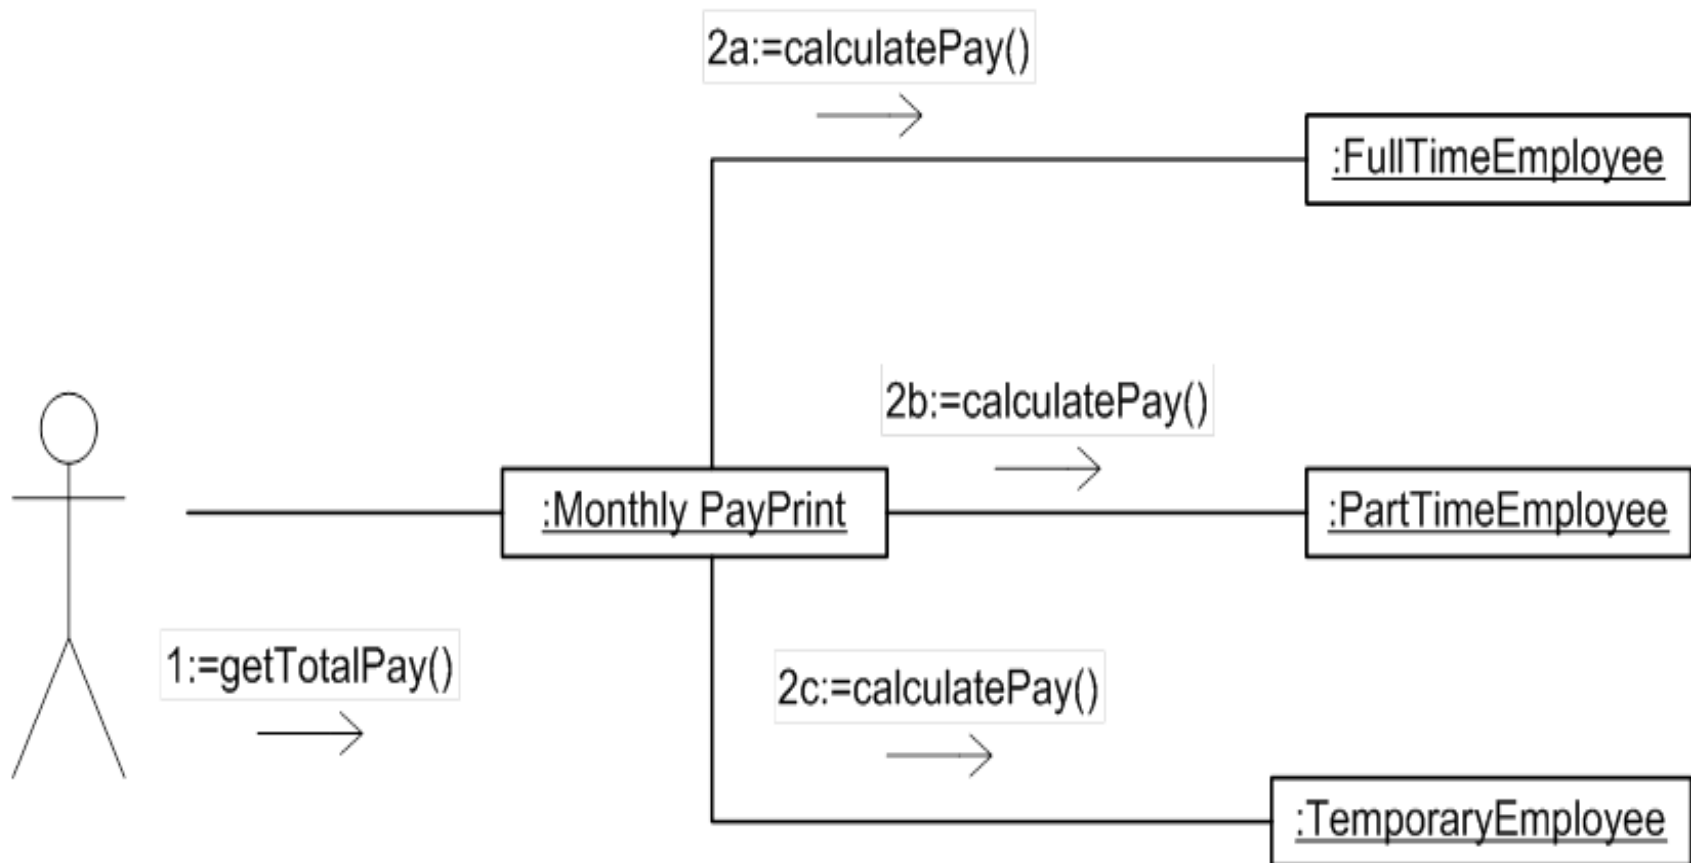 2a:=calculatePay()
:FullTimeEmployee
2b:=calculatePay()
:Monthly PayPrint
:PartTimeEmployee
1:=getTotalPay()
2c:=calculatePay()
:TemporaryEmployee